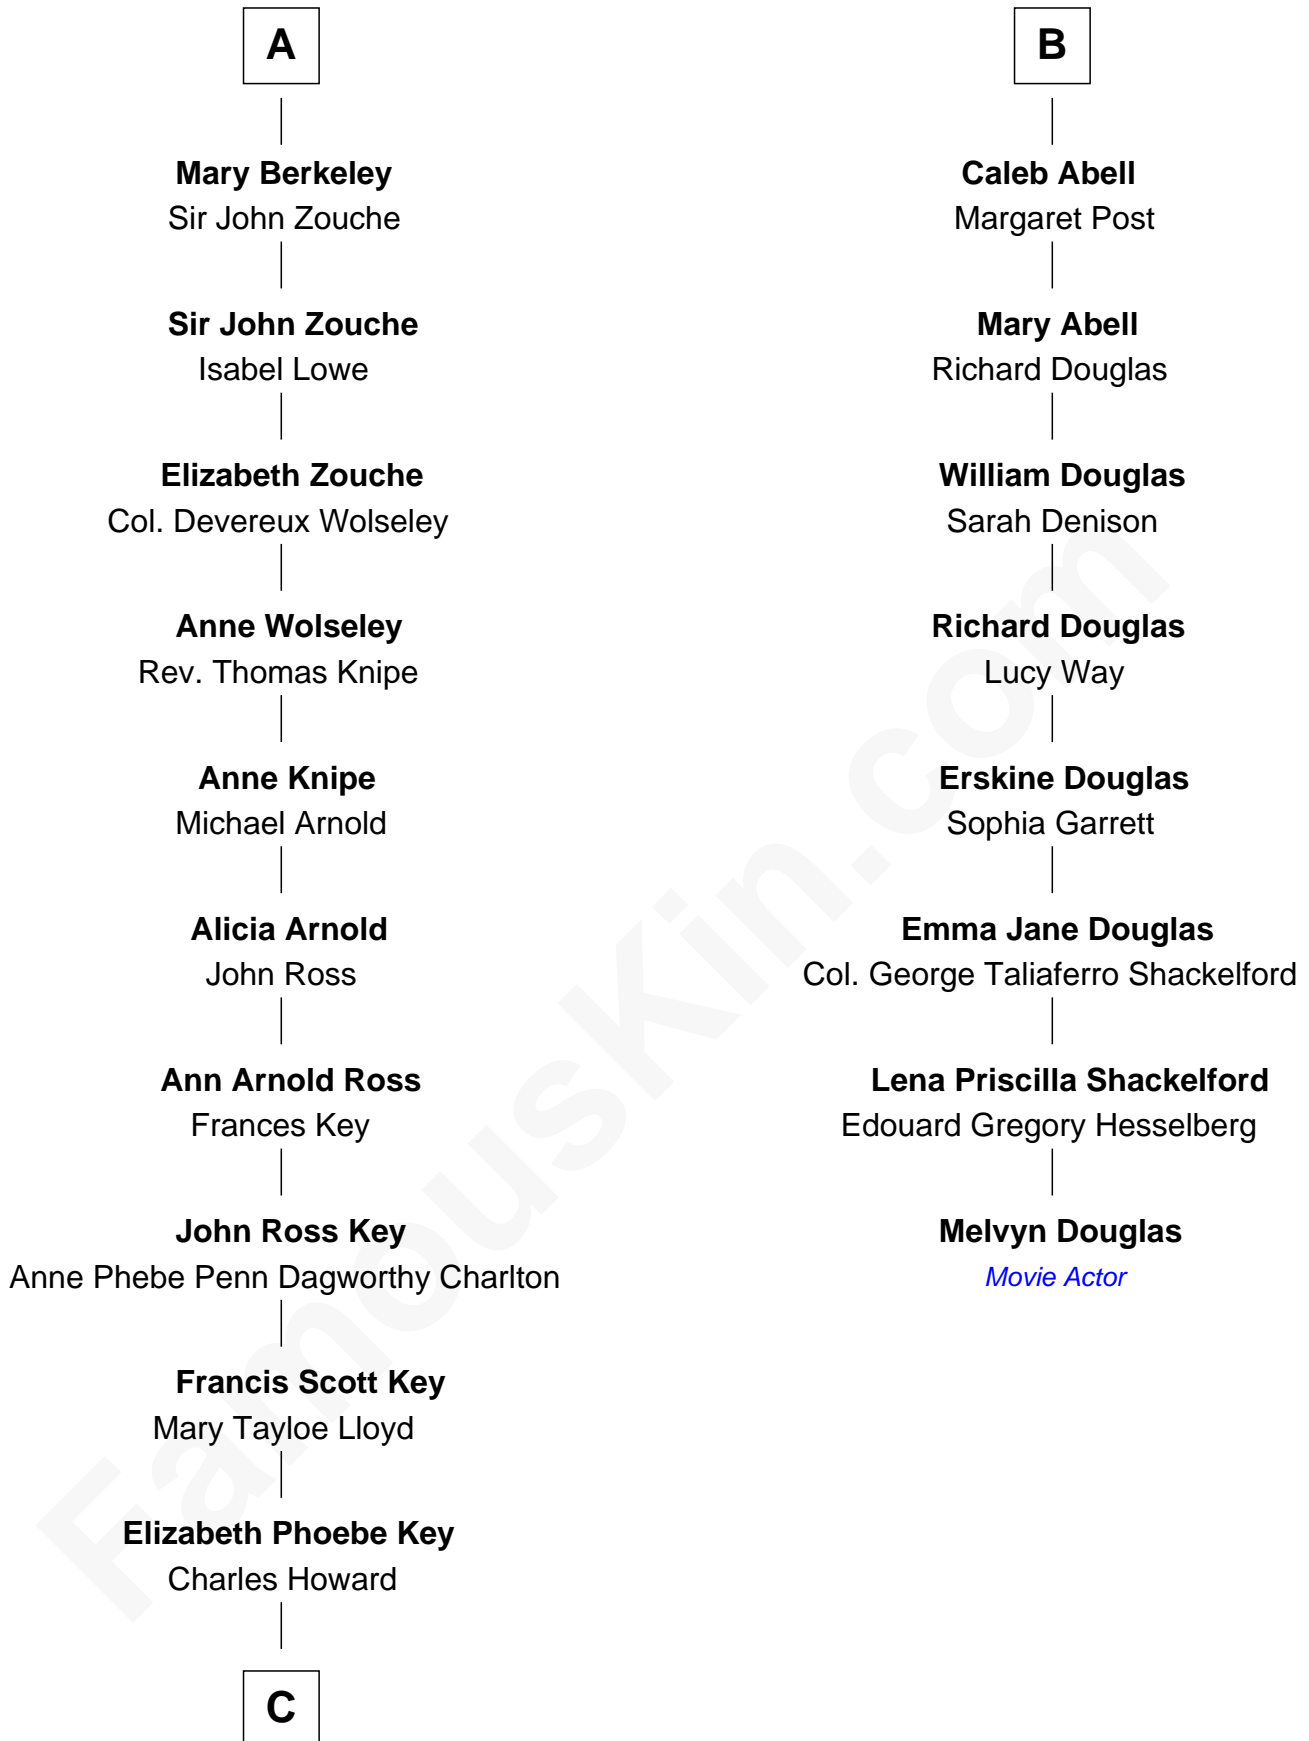 A
Mary Berkeley
Sir John Zouche
Sir John Zouche
Isabel Lowe
Elizabeth Zouche
Col. Devereux Wolseley
Anne Wolseley
Rev. Thomas Knipe
Anne Knipe
Michael Arnold
Alicia Arnold
John Ross
Ann Arnold Ross
Frances Key
John Ross Key
Anne Phebe Penn Dagworthy Charlton
Francis Scott Key
Mary Tayloe Lloyd
Elizabeth Phoebe Key
Charles Howard
C
B
Caleb Abell
Margaret Post
Mary Abell
Richard Douglas
William Douglas
Sarah Denison
Richard Douglas
Lucy Way
Erskine Douglas
Sophia Garrett
Emma Jane Douglas
Col. George Taliaferro Shackelford
Lena Priscilla Shackelford
Edouard Gregory Hesselberg
Melvyn Douglas
Movie Actor
FamousKin.com